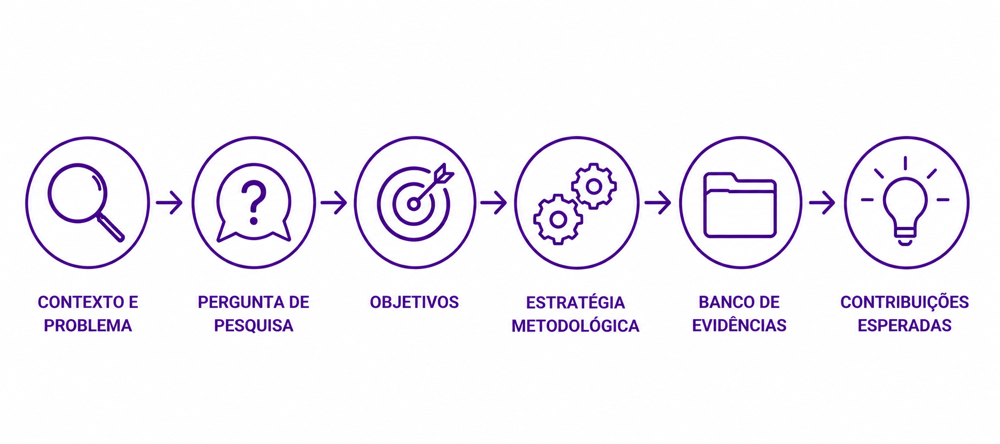 ?
CONTEXTO E
PROBLEMA
PERGUNTA DE
PESQUISA
OBJETIVOS
ESTRATÉGIA
METODOLÓGICA
BANCO DE
EVIDÊNCIAS
CONTRIBUIÇÕES
ESPERADAS